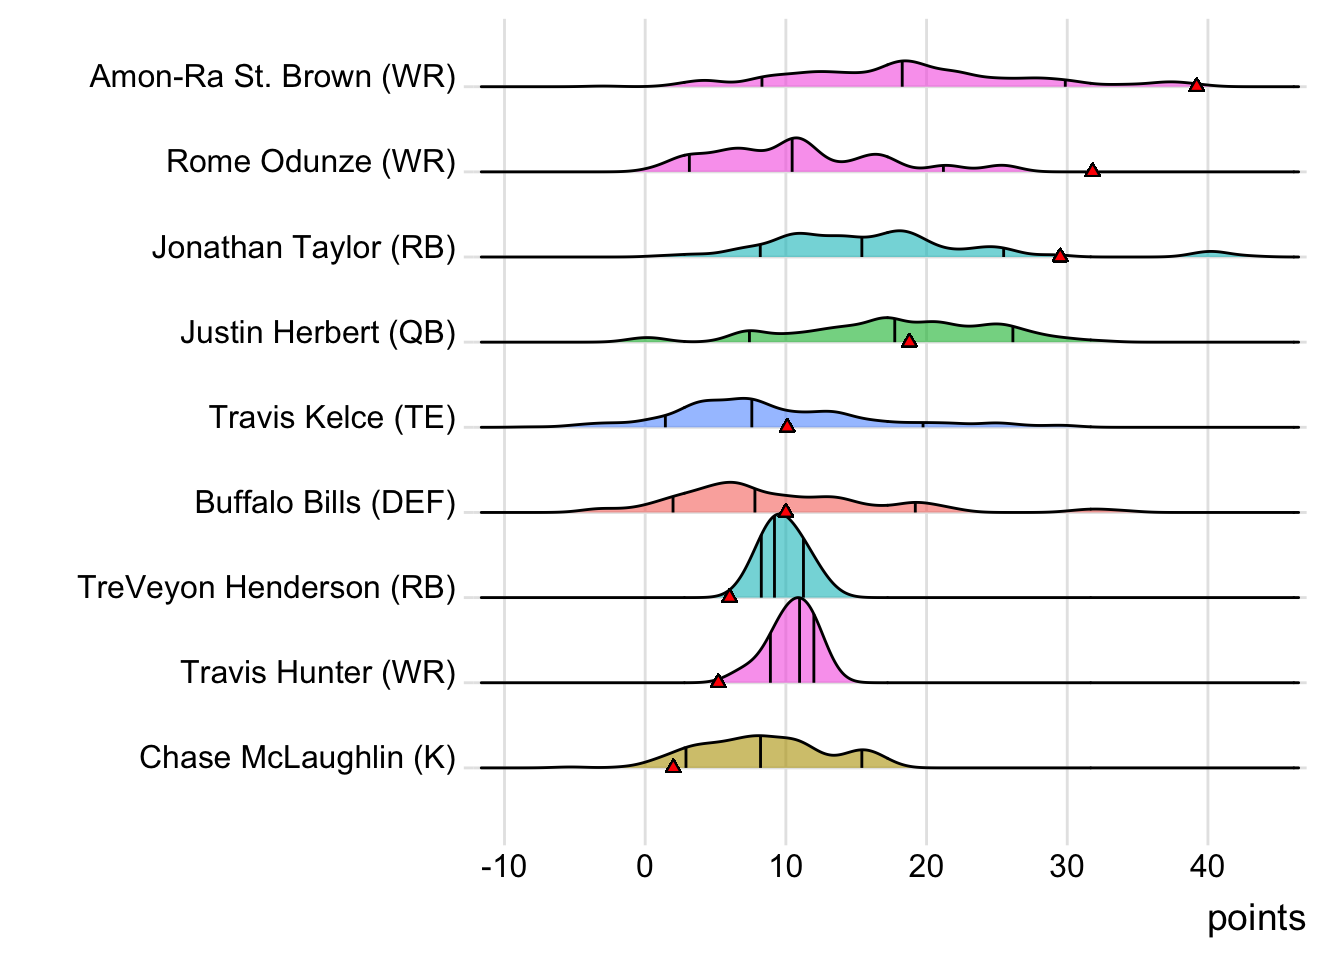 Amon-Ra St. Brown (WR)
Rome Odunze (WR)
Jonathan Taylor (RB)
Justin Herbert (QB)
Travis Kelce (TE)
Buffalo Bills (DEF)
TreVeyon Henderson (RB)
Travis Hunter (WR)
Chase McLaughlin (K)
-10 0 10 20 30 40
points